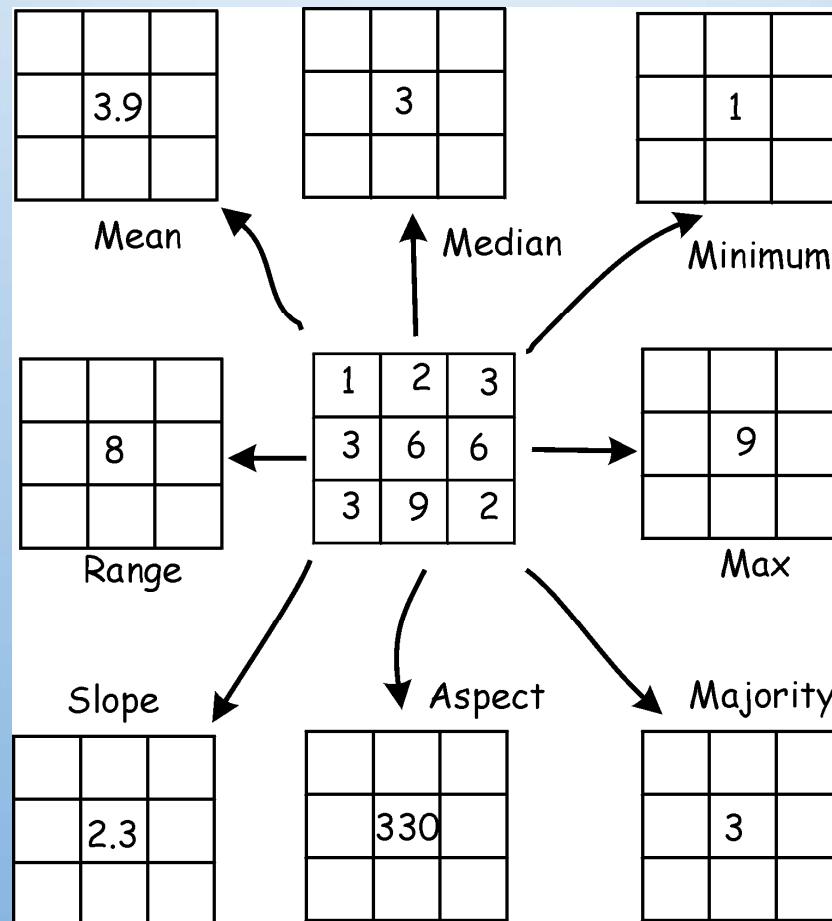 3.9
3
1
Mean
Median
Minimum
1 2 3
3 6 6
3 9 2
8
9
Range
Max
Slope
Aspect
Majority
2.3
330
3